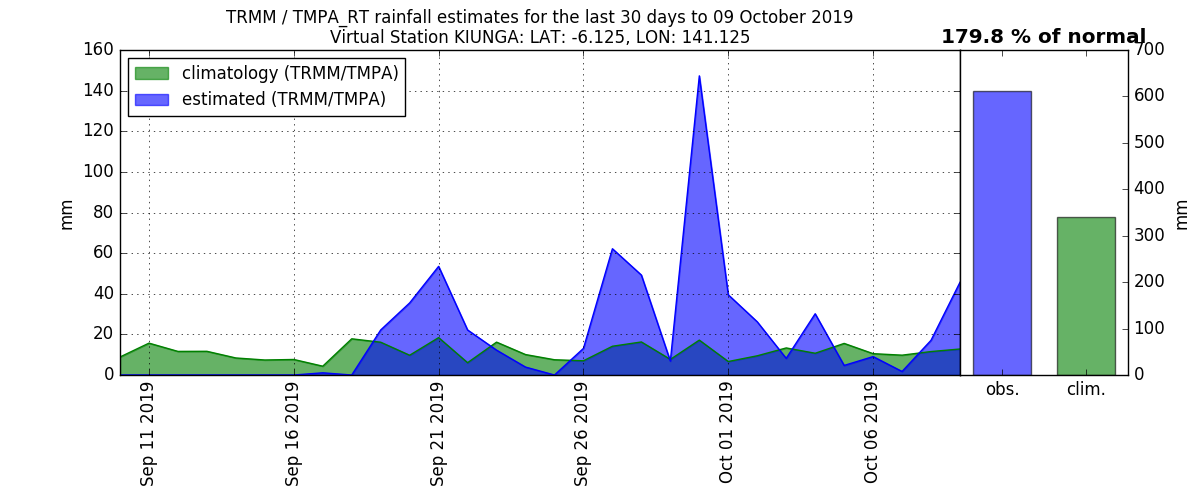 TRMM / TMPA_RT rainfall estimates for the last 30 days to 09 October 2019
Virtual Station KIUNGA: LAT: -6.125, LON: 141.125
179.8 % of normal
climatology (TRMM/TMPA)
estimated (TRMM/TMPA)
160
140
120
100
80
60
40
20
0
mm
Sep 11 2019
Sep 16 2019
Sep 21 2019
Sep 26 2019
Oct 01 2019
Oct 06 2019
obs.
clim.
700
600
500
400
300
200
100
0
mm